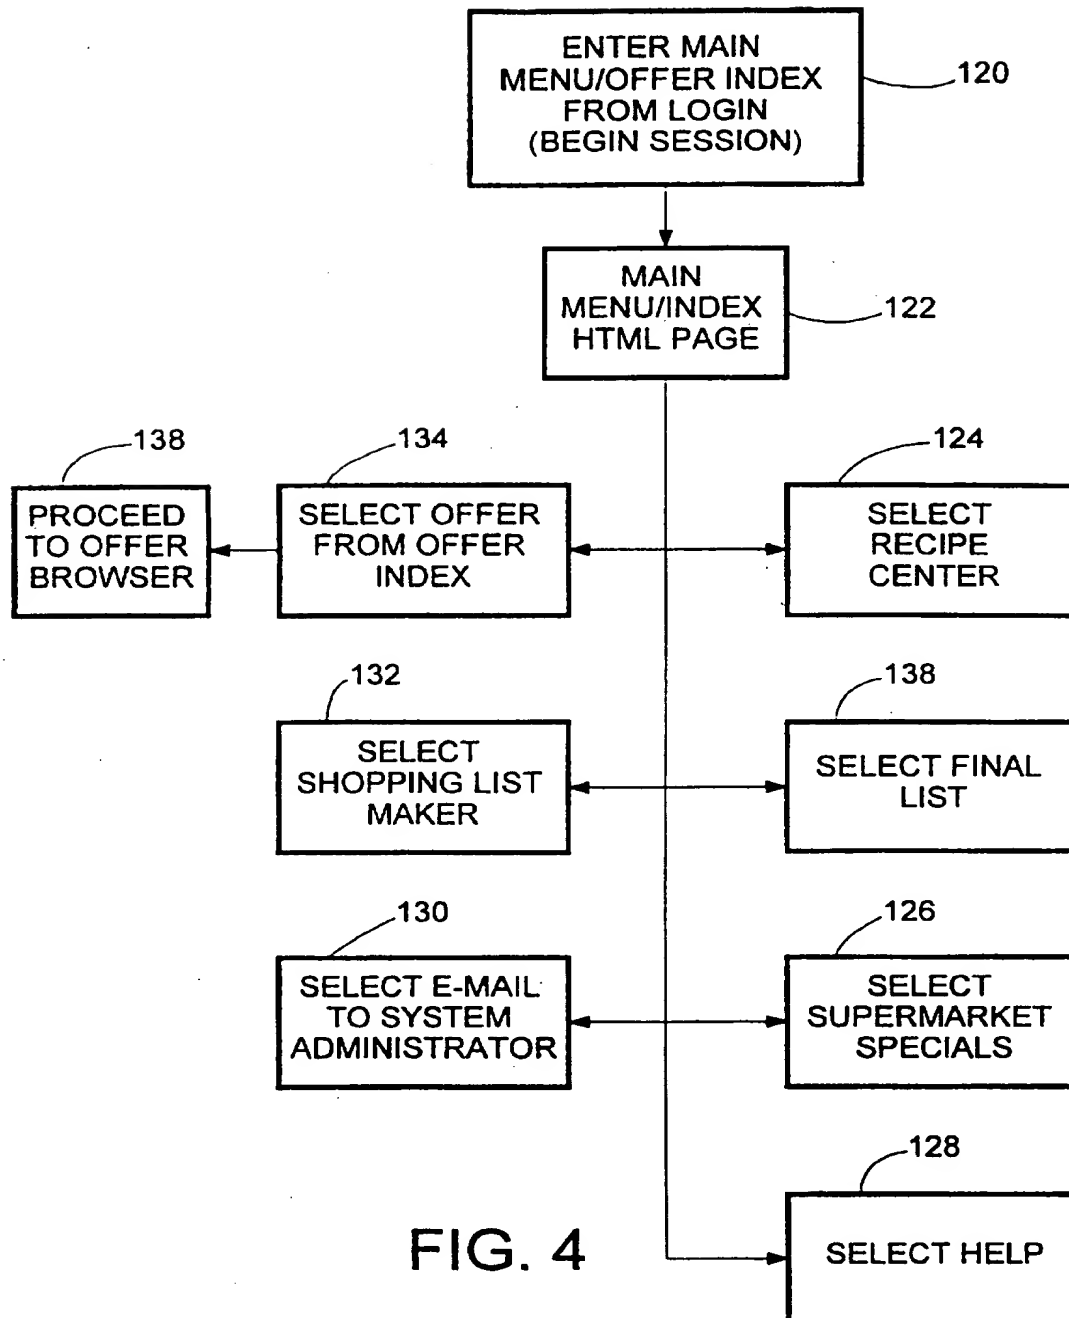 ENTER MAIN
MENU/OFFER INDEX
FROM LOGIN
(BEGIN SESSION)
120
MAIN
MENU/INDEX
HTML PAGE
122
138
PROCEED
TO OFFER
BROWSER
134
SELECT OFFER
FROM OFFER
INDEX
124
SELECT
RECIPE
CENTER
132
SELECT
SHOPPING LIST
MAKER
138
SELECT FINAL
LIST
130
SELECT E-MAIL
TO SYSTEM
ADMINISTRATOR
126
SELECT
SUPERMARKET
SPECIALS
128
SELECT HELP
FIG. 4